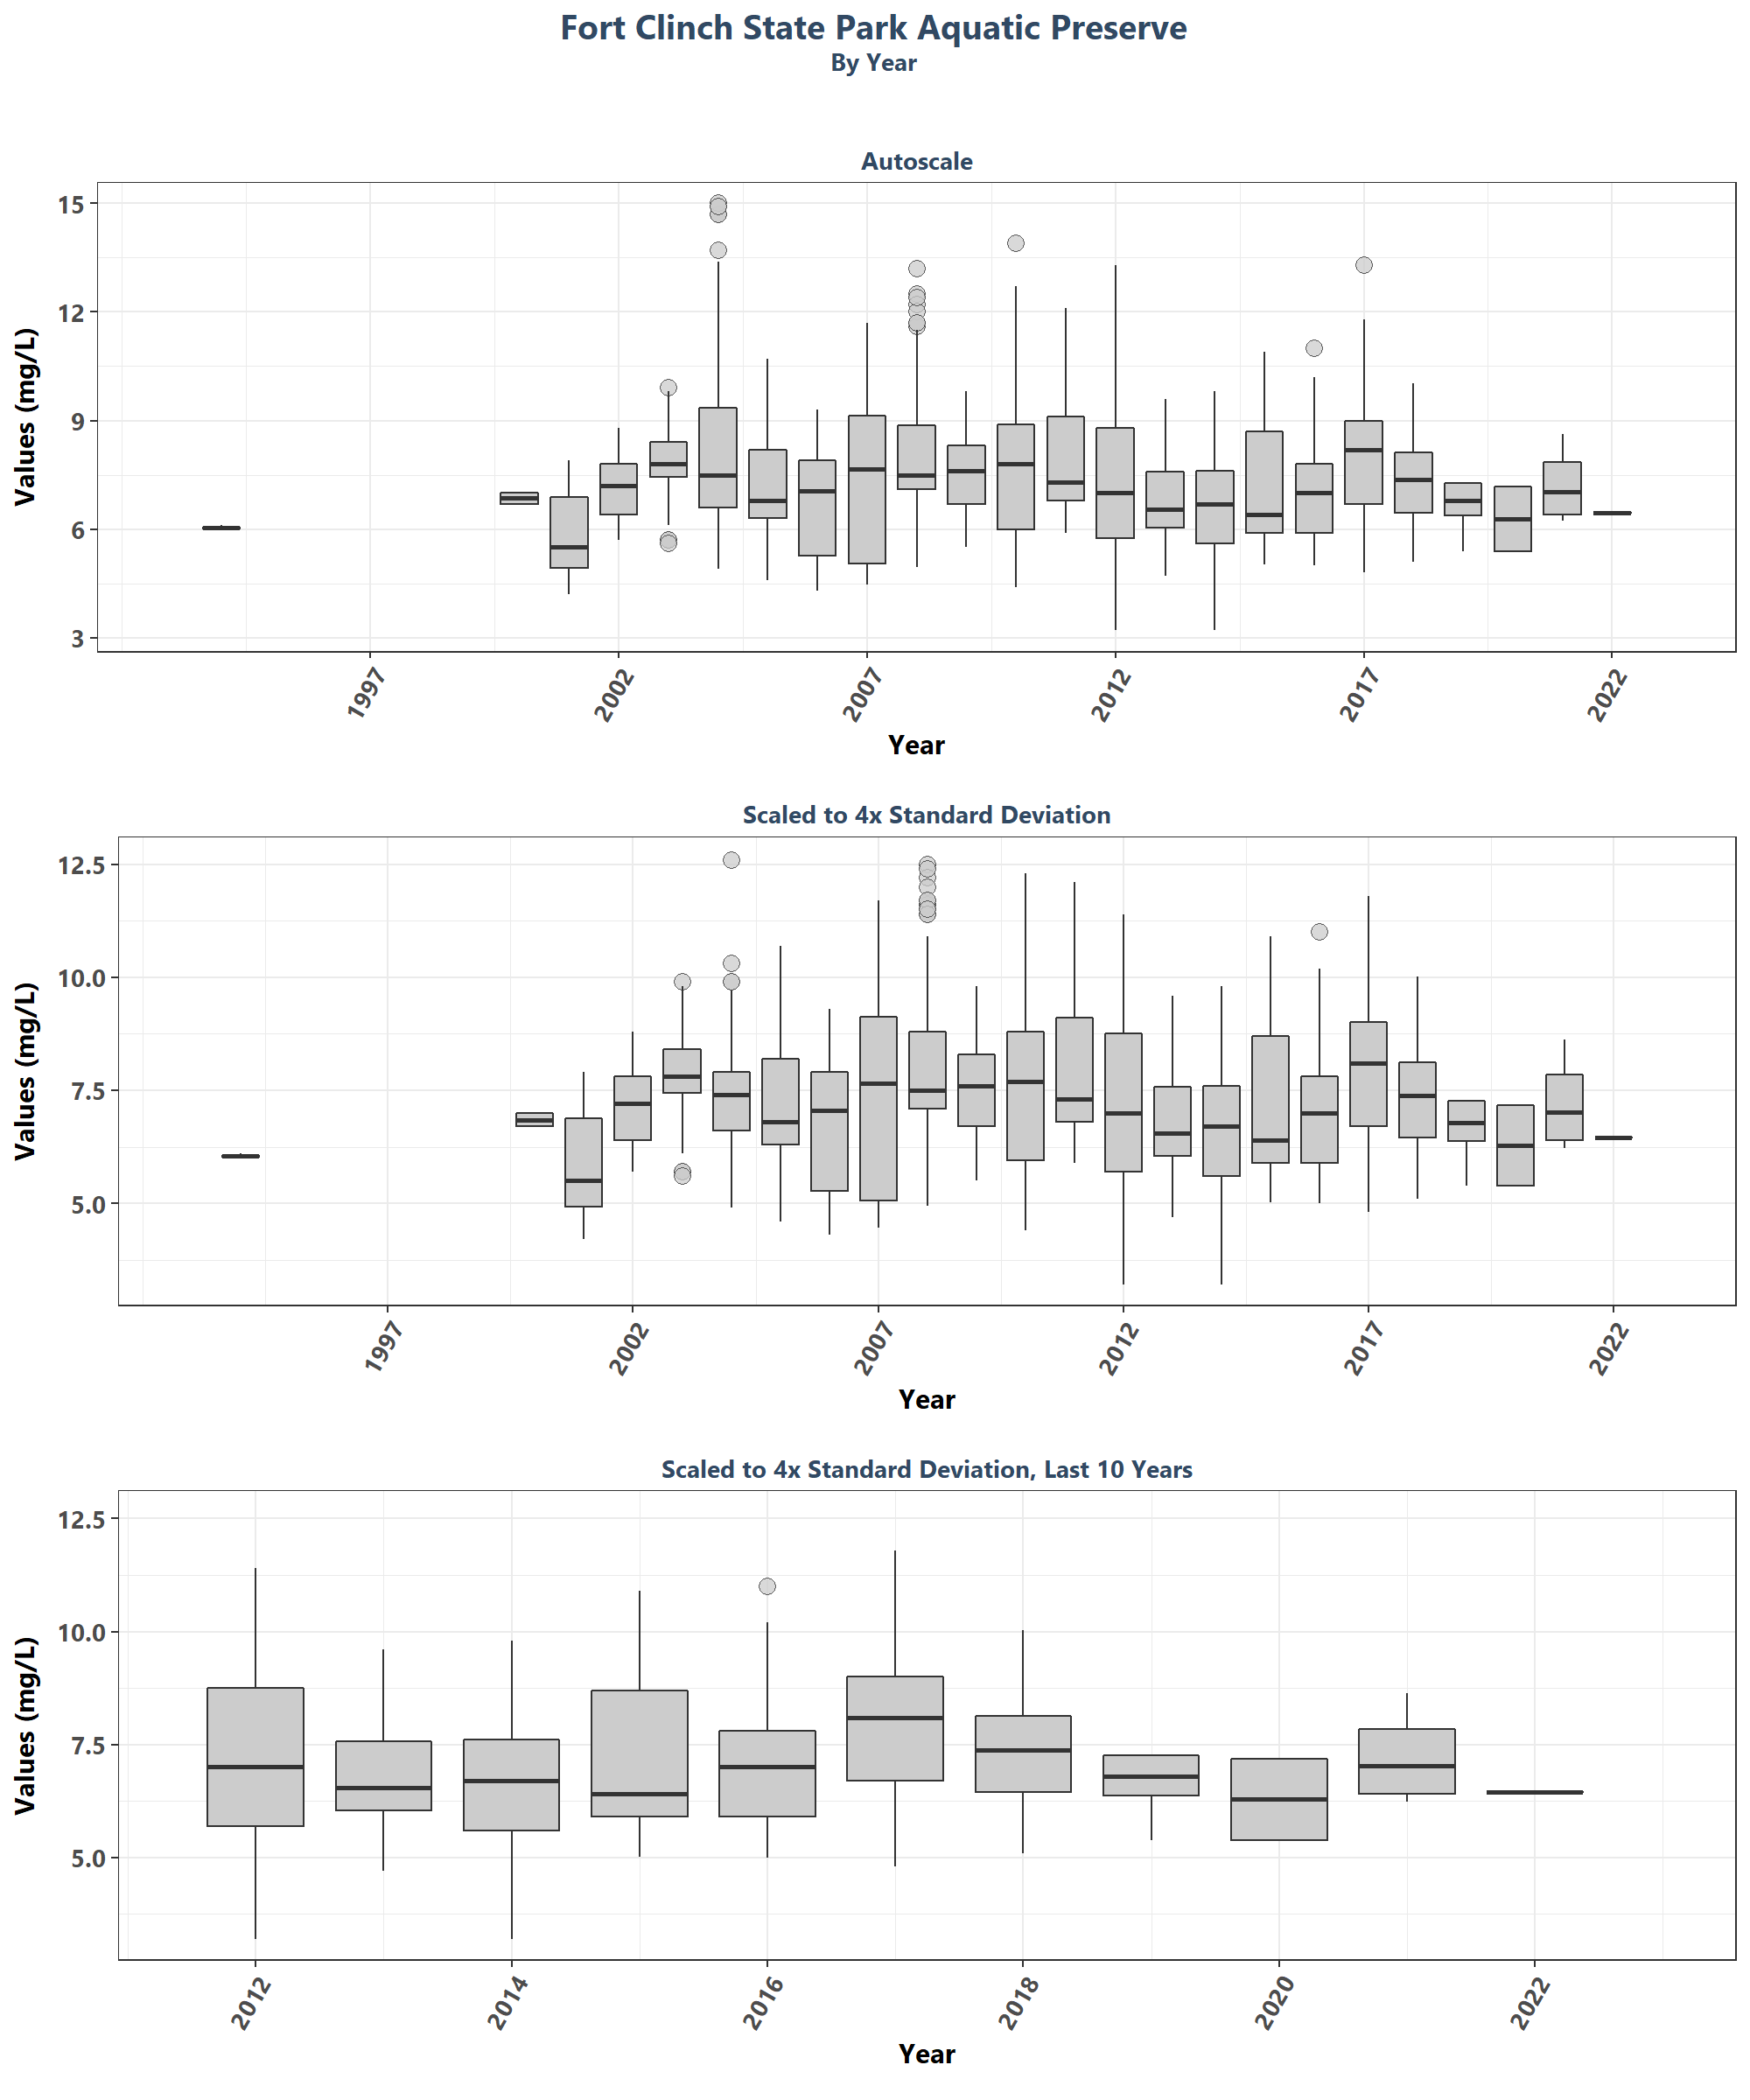 Fort Clinch State Park Aquatic Preserve
By Year
Autoscale
Values (mg/L)
15
12
9
6
3
1997
2002
2007
2012
2017
2022
Year
Scaled to 4x Standard Deviation
Values (mg/L)
12.5
10.0
7.5
5.0
1997
2002
2007
2012
2017
2022
Year
Scaled to 4x Standard Deviation, Last 10 Years
Values (mg/L)
12.5
10.0
7.5
5.0
2012
2014
2016
2018
2020
2022
Year